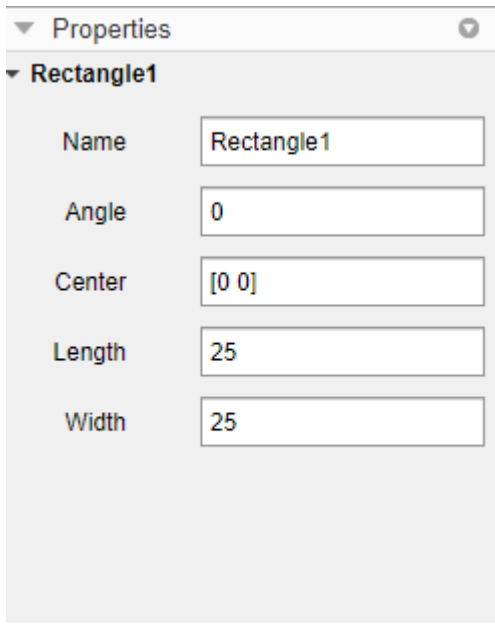 Properties
Rectangle1
Name Rectangle1
Angle 0
Center [0 0]
Length 25
Width 25